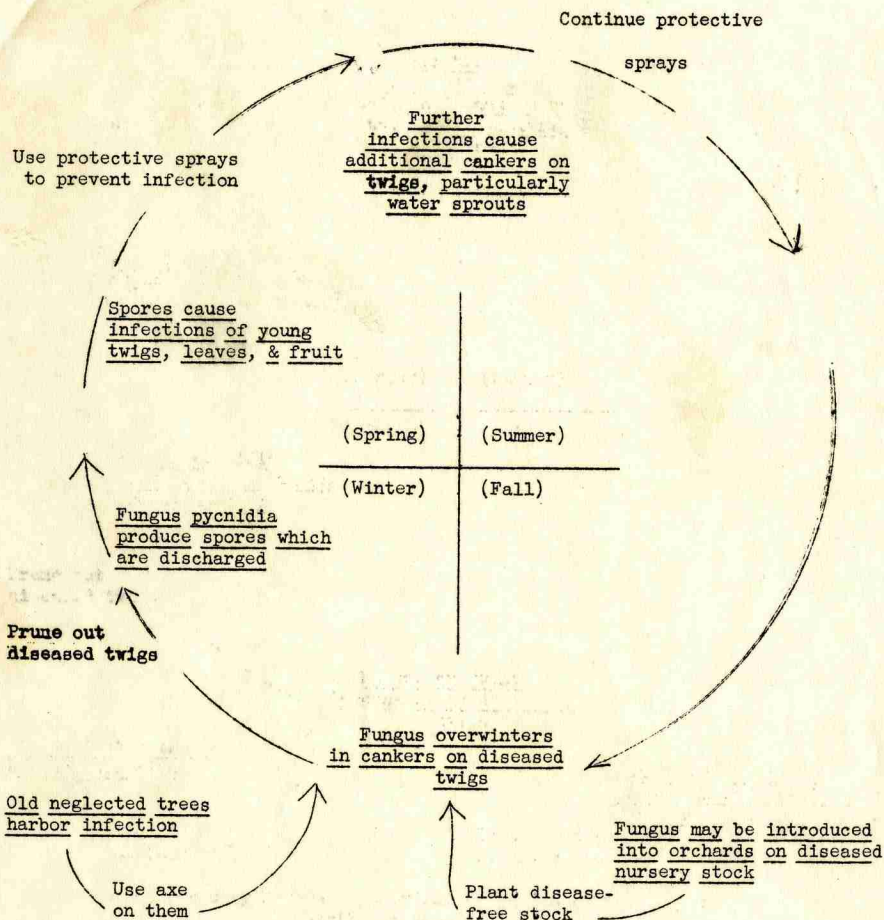 Continue protective
sprays
Further
infections cause
additional cankers on
twigs, particularly
water sprouts
Use protective sprays
to prevent infection
Spores cause
infections of young
twigs, leaves, & fruit
(Spring)
(Summer)
(Winter)
(Fall)
Fungus pycnidia
produce spores which
are discharged
Prune out
diseased twigs
Fungus overwinters
in cankers on diseased
twigs
Old neglected trees
harbor infection
Use axe
on them
Fungus may be introduced
into orchards on diseased
nursery stock
Plant disease-
free stock